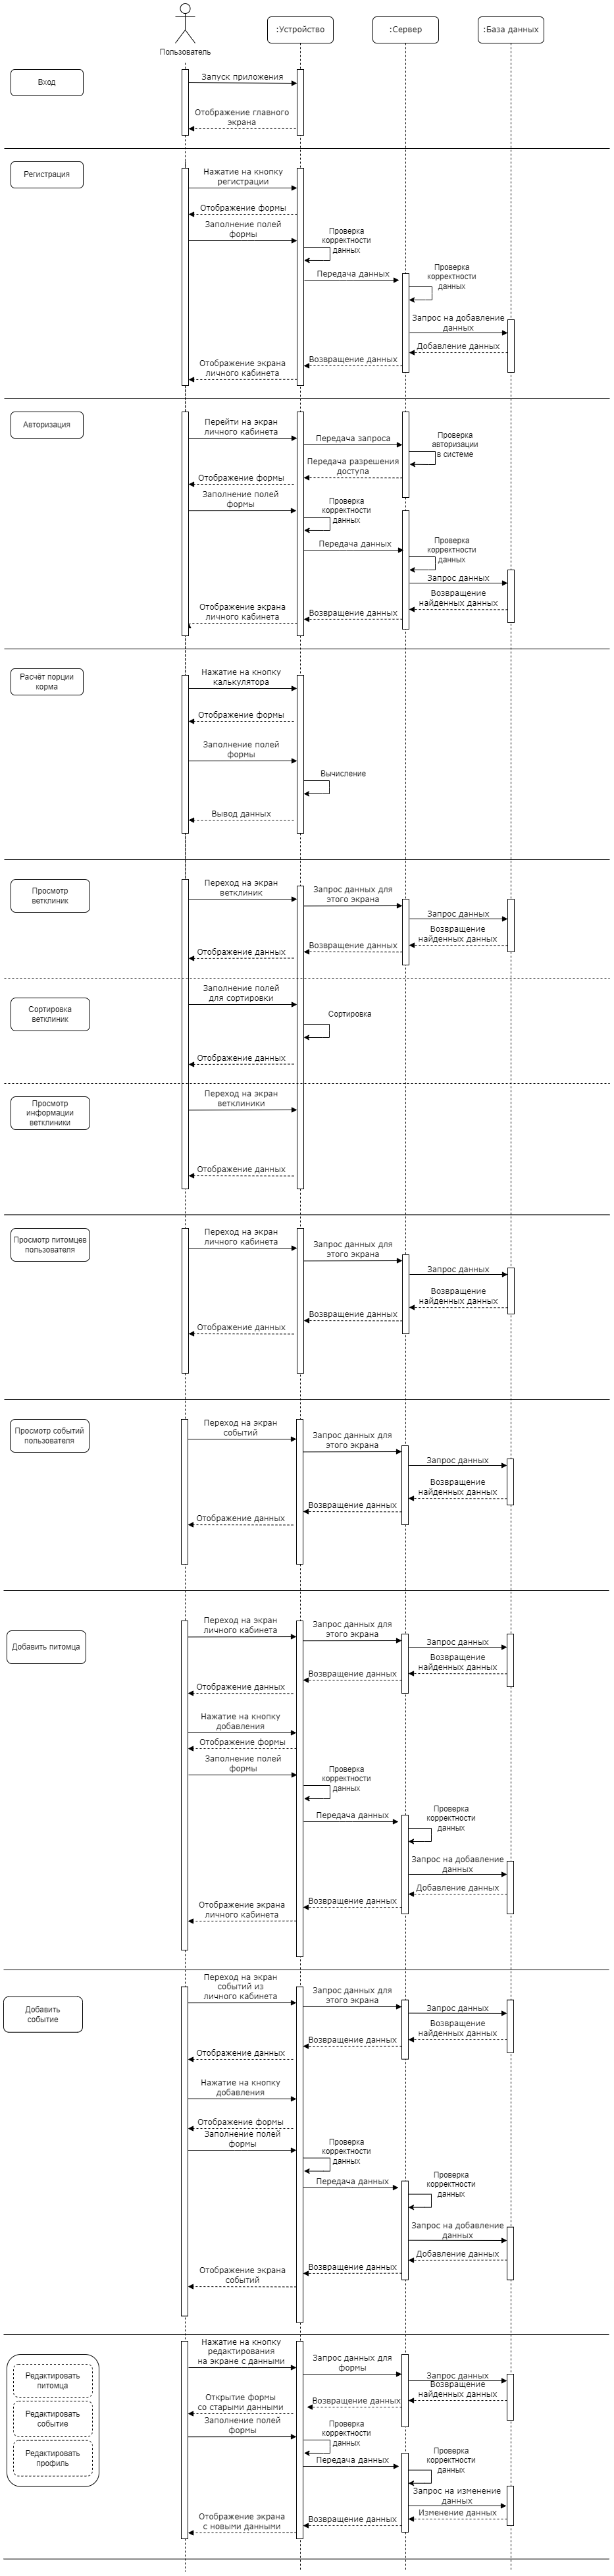 :Устройство
:Сервер
:База данных
Пользователь
Вход
Запуск приложения
Отображение главного
экрана
Регистрация
Нажатие на кнопку
регистрации
Отображение формы
Заполнение полей
формы
Проверка
корректности
данных
Передача данных
Проверка
корректности
данных
Запрос на добавление
данных
Добавление данных
Возвращение данных
Отображение экрана
личного кабинета
Авторизация
Перейти на экран
личного кабинета
Передача запроса
Проверка
авторизации
в системе
Передача разрешения
доступа
Отображение формы
Заполнение полей
формы
Проверка
корректности
данных
Передача данных
Проверка
корректности
данных
Запрос данных
Возвращение
найденных данных
Возвращение данных
Отображение экрана
личного кабинета
Расчёт порции
корма
Нажатие на кнопку
калькулятора
Отображение формы
Заполнение полей
формы
Вычисление
Вывод данных
Просмотр
ветклиник
Переход на экран
ветклиник
Запрос данных для
этого экрана
Запрос данных
Возвращение
найденных данных
Возвращение данных
Отображение данных
Сортировка
ветклиник
Заполнение полей
для сортировки
Сортировка
Отображение данных
Просмотр
информации
ветклиники
Переход на экран
ветклиники
Отображение данных
Просмотр питомцев
пользователя
Переход на экран
личного кабинета
Запрос данных для
этого экрана
Запрос данных
Возвращение
найденных данных
Возвращение данных
Отображение данных
Просмотр событий
пользователя
Переход на экран
событий
Запрос данных для
этого экрана
Запрос данных
Возвращение
найденных данных
Возвращение данных
Отображение данных
Добавить питомца
Переход на экран
личного кабинета
Запрос данных для
этого экрана
Запрос данных
Возвращение
найденных данных
Возвращение данных
Отображение данных
Нажатие на кнопку
добавления
Отображение формы
Заполнение полей
формы
Проверка
корректности
данных
Передача данных
Проверка
корректности
данных
Запрос на добавление
данных
Добавление данных
Возвращение данных
Отображение экрана
личного кабинета
Добавить
событие
Переход на экран
событий из
личного кабинета
Запрос данных для
этого экрана
Запрос данных
Возвращение
найденных данных
Возвращение данных
Отображение данных
Нажатие на кнопку
добавления
Отображение формы
Заполнение полей
формы
Проверка
корректности
данных
Передача данных
Проверка
корректности
данных
Запрос на добавление
данных
Добавление данных
Возвращение данных
Отображение экрана
событий
Редактировать
питомца
Редактировать
событие
Редактировать
профиль
Нажатие на кнопку
редактирования
на экране с данными
Запрос данных для
формы
Запрос данных
Возвращение
найденных данных
Возвращение данных
Открытие формы
со старыми данными
Заполнение полей
формы
Проверка
корректности
данных
Передача данных
Проверка
корректности
данных
Запрос на изменение
данных
Изменение данных
Возвращение данных
Отображение экрана
с новыми данными